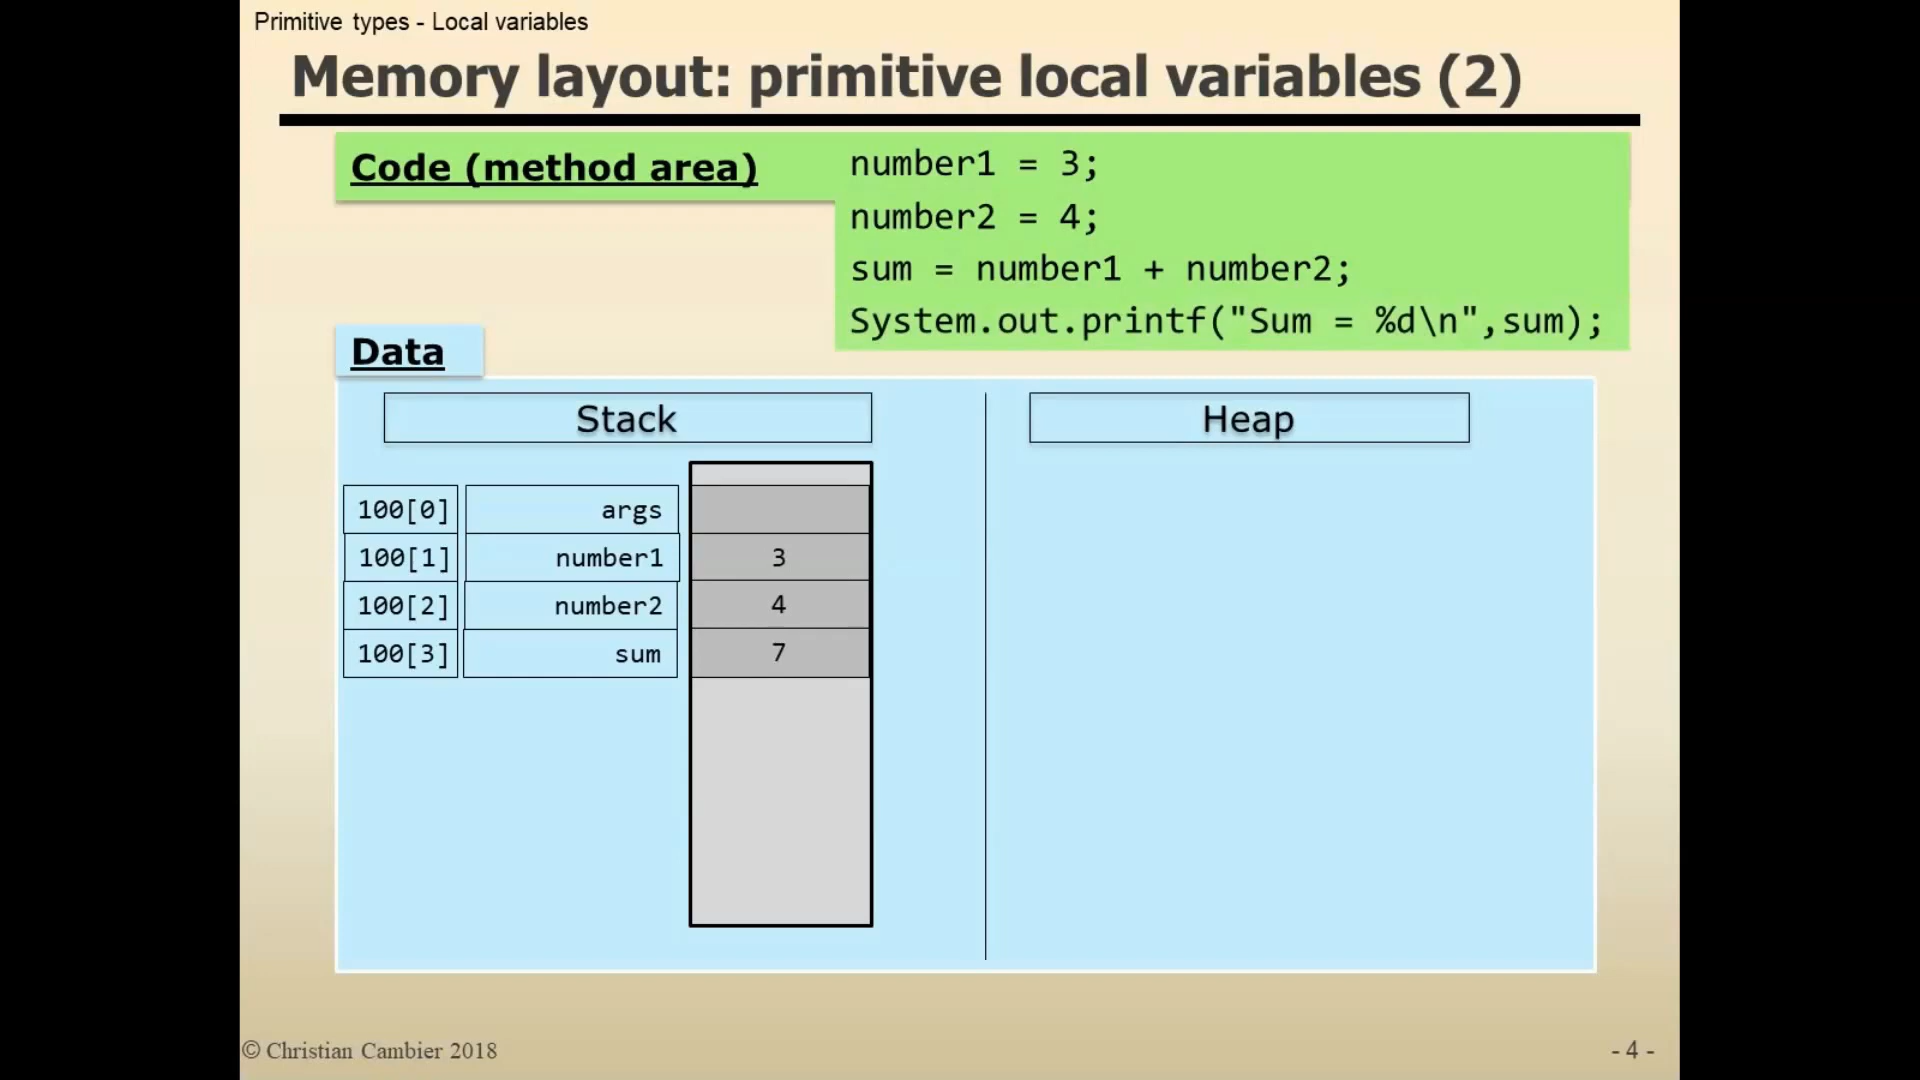 Primitive types - Local variables
Memory layout: primitive local variables (2)
Code (method area)
number1 = 3;
number2 = 4;
sum = number1 + number2;
System.out.printf("Sum = %d\n",sum);
Data
Stack
Heap
100[0] args
100[1] number1 3
100[2] number2 4
100[3] sum 7
© Christian Cambier 2018
- 4 -